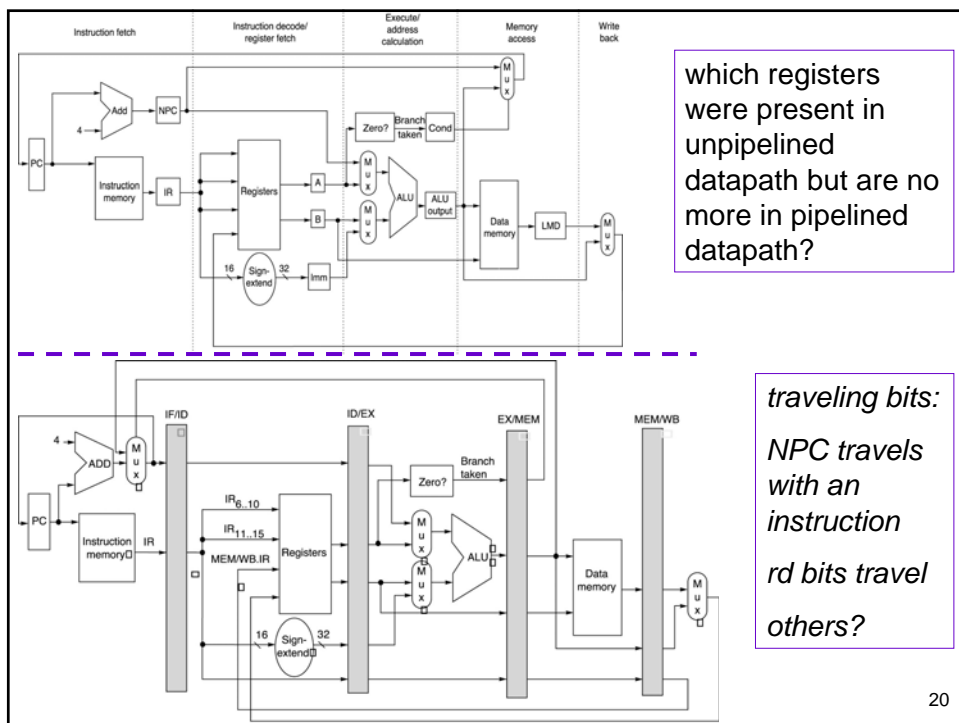 Instruction fetch
Instruction decode/
register fetch
Execute/
address
calculation
Memory
access
Write
back
M
u
x
Add
NPC
4
PC
Instruction
memory
IR
Registers
A
B
16
Sign-
extend
32
Imm
Zero?
Branch
taken
Cond
M
u
x
M
u
x
ALU
ALU
output
Data
memory
LMD
M
u
x
which registers
were present in
unpipelined
datapath but are no
more in pipelined
datapath?
IF/ID
ID/EX
EX/MEM
MEM/WB
4
ADD
M
u
x
PC
Instruction
memory
IR
IR6..10
IR11..15
MEM/WB.IR
Registers
16
Sign-
extend
32
Zero?
Branch
taken
M
u
x
M
u
x
ALU
Data
memory
M
u
x
traveling bits:
NPC travels
with an
instruction
rd bits travel
others?
20